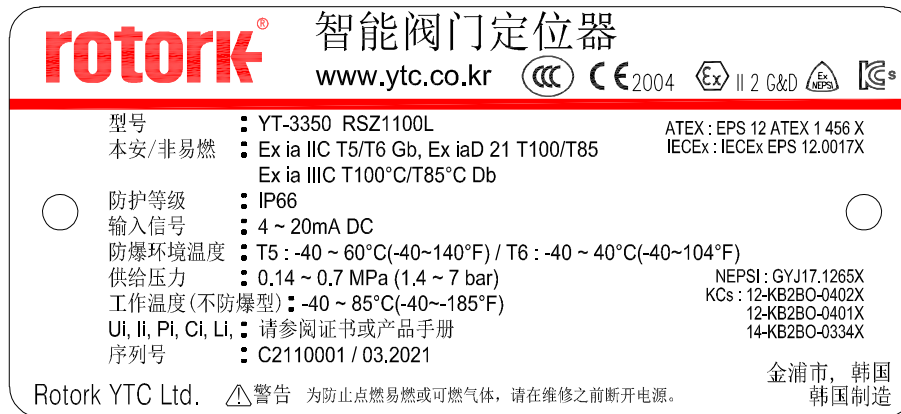 rotork®
智能阀门定位器
www.ytc.co.kr CCC CE2004 Ex II 2 G&D Ex NEPSI KCs
型号 : YT-3350 RSZ1100L
ATEX : EPS 12 ATEX 1 456 X
本安/非易燃 : Ex ia IIC T5/T6 Gb, Ex iaD 21 T100/T85
IECEx : IECEx EPS 12.0017X
Ex ia IIIC T100°C/T85°C Db
防护等级 : IP66
输入信号 : 4 ~ 20mA DC
防爆环境温度 : T5 : -40 ~ 60°C(-40~140°F) / T6 : -40 ~ 40°C(-40~104°F)
供给压力 : 0.14 ~ 0.7 MPa (1.4 ~ 7 bar)
NEPSI : GYJ17.1265X
工作温度(不防爆型) : -40 ~ 85°C(-40~-185°F)
KCs : 12-KB2BO-0402X
12-KB2BO-0401X
Ui, Ii, Pi, Ci, Li, : 请参阅证书或产品手册
14-KB2BO-0334X
序列号 : C2110001 / 03.2021
金浦市, 韩国
Rotork YTC Ltd. ⚠警告 为防止点燃易燃或可燃气体，请在维修之前断开电源。
韩国制造